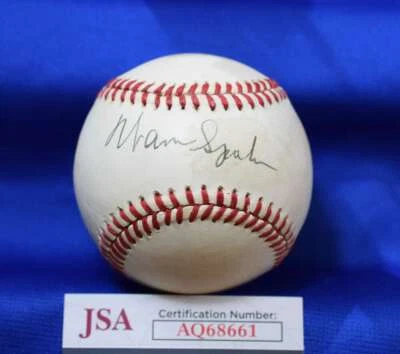 Warren Spahn
JSA
Certification Number:
AQ68661